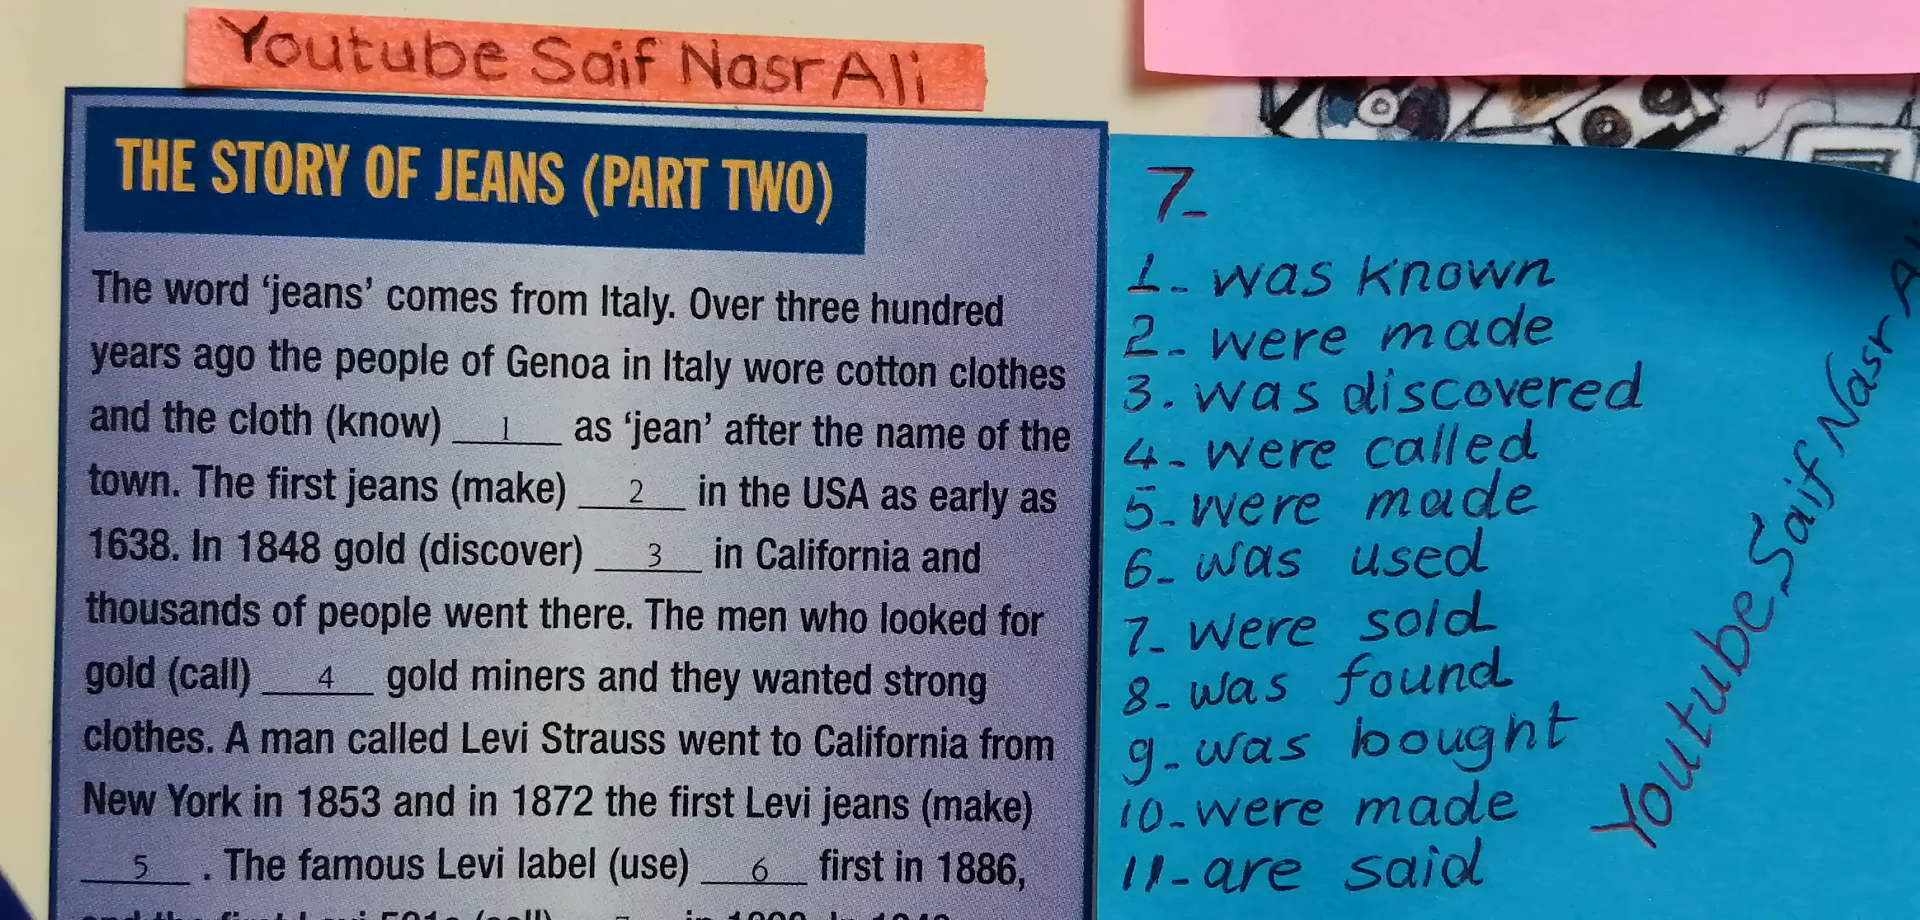 Youtube Saif Nasr Ali
THE STORY OF JEANS (PART TWO)
The word ‘jeans’ comes from Italy. Over three hundred
years ago the people of Genoa in Italy wore cotton clothes
and the cloth (know) ___1___ as ‘jean’ after the name of the
town. The first jeans (make) ___2___ in the USA as early as
1638. In 1848 gold (discover) ___3___ in California and
thousands of people went there. The men who looked for
gold (call) ___4___ gold miners and they wanted strong
clothes. A man called Levi Strauss went to California from
New York in 1853 and in 1872 the first Levi jeans (make)
___5___ . The famous Levi label (use) ___6___ first in 1886,
7-
1- was known
2- were made
3. was discovered
4- were called
5- were made
6- was used
7- were sold
8- was found
9- was bought
10- were made
11- are said
Youtube Saif Nasr Ali